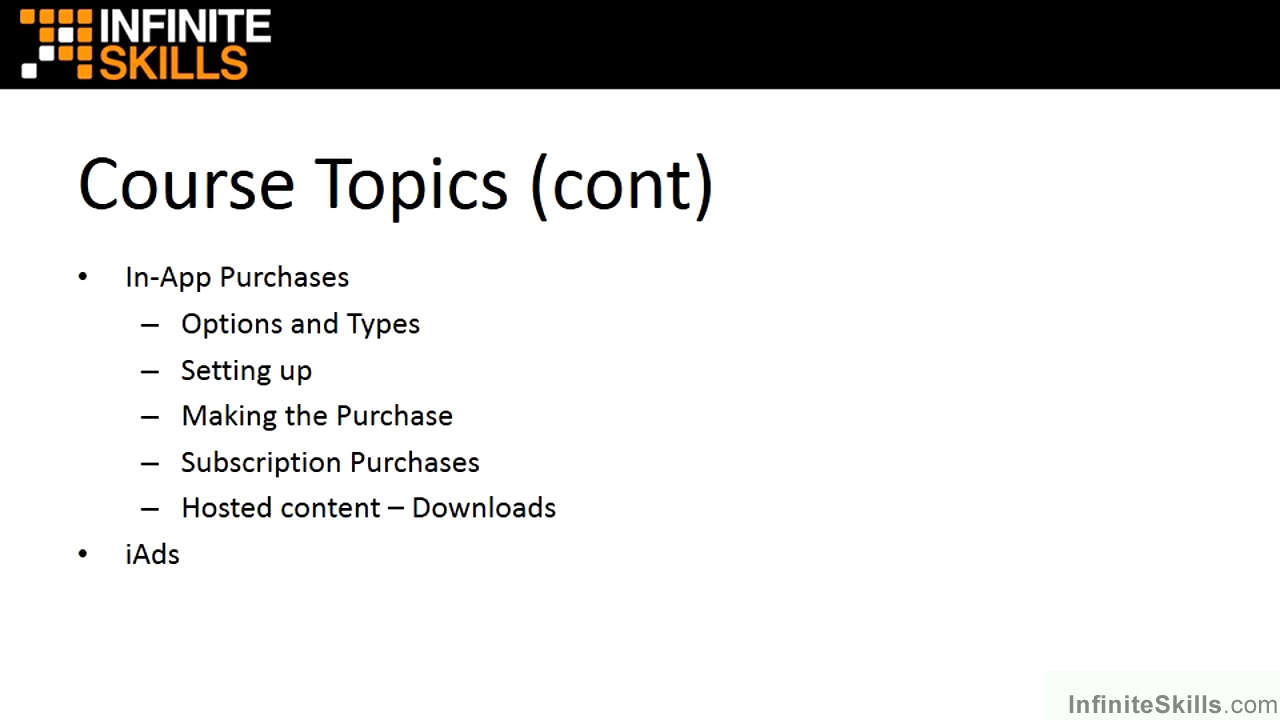 INFINITE
SKILLS
Course Topics (cont)
• In-App Purchases
– Options and Types
– Setting up
– Making the Purchase
– Subscription Purchases
– Hosted content – Downloads
• iAds
InfiniteSkills.com